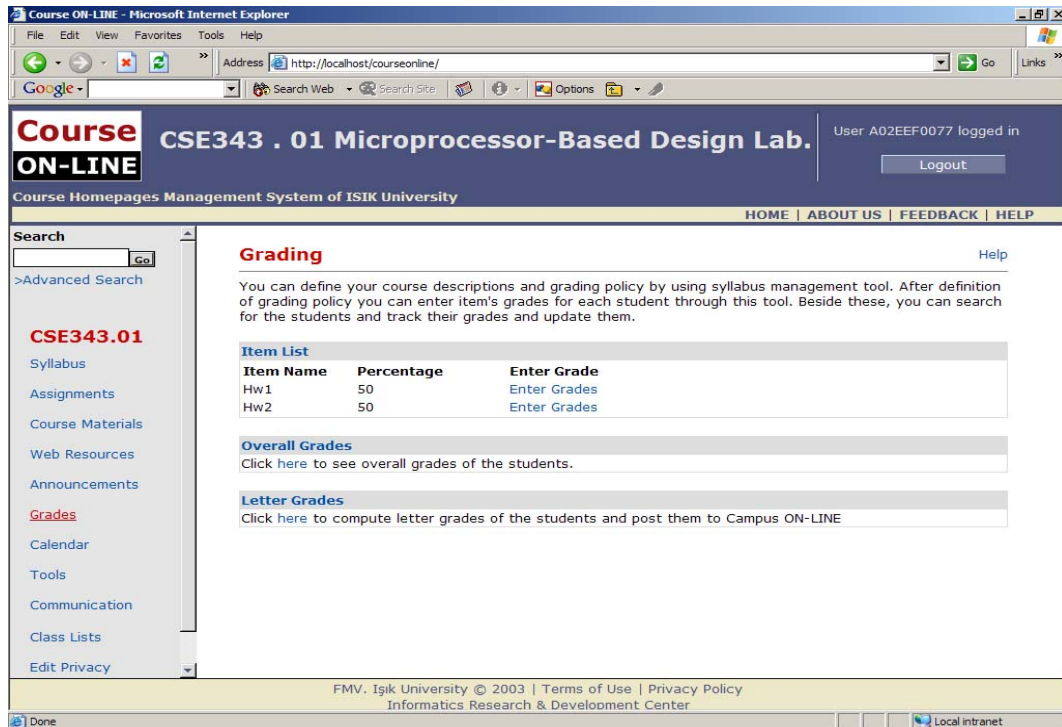 Course ON-LINE - Microsoft Internet Explorer
File Edit View Favorites Tools Help
» Address http://localhost/courseonline/ Go Links »
Google - Search Web Search Site Options
Course
ON-LINE
CSE343 . 01 Microprocessor-Based Design Lab.
User A02EEF0077 logged in
Logout
Course Homepages Management System of ISIK University
HOME | ABOUT US | FEEDBACK | HELP
Search
Go
>Advanced Search
CSE343.01
Syllabus
Assignments
Course Materials
Web Resources
Announcements
Grades
Calendar
Tools
Communication
Class Lists
Edit Privacy
Grading
Help
You can define your course descriptions and grading policy by using syllabus management tool. After definition
of grading policy you can enter item's grades for each student through this tool. Beside these, you can search
for the students and track their grades and update them.
Item List
Item Name Percentage Enter Grade
Hw1 50 Enter Grades
Hw2 50 Enter Grades
Overall Grades
Click here to see overall grades of the students.
Letter Grades
Click here to compute letter grades of the students and post them to Campus ON-LINE
FMV. Işık University © 2003 | Terms of Use | Privacy Policy
Informatics Research & Development Center
Done
Local intranet